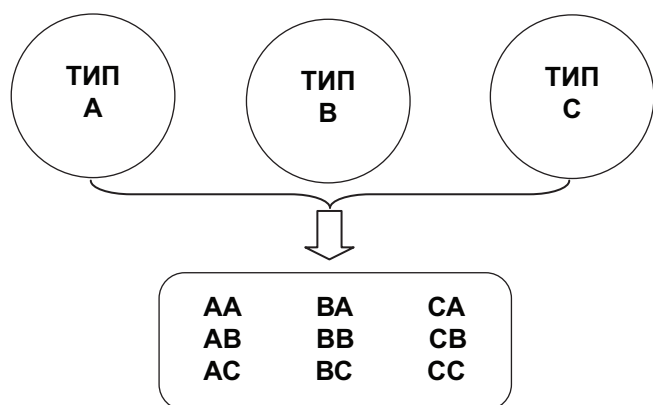 ТИП
А
ТИП
В
ТИП
С
АА ВА СА
АВ ВВ СВ
АС ВС СС